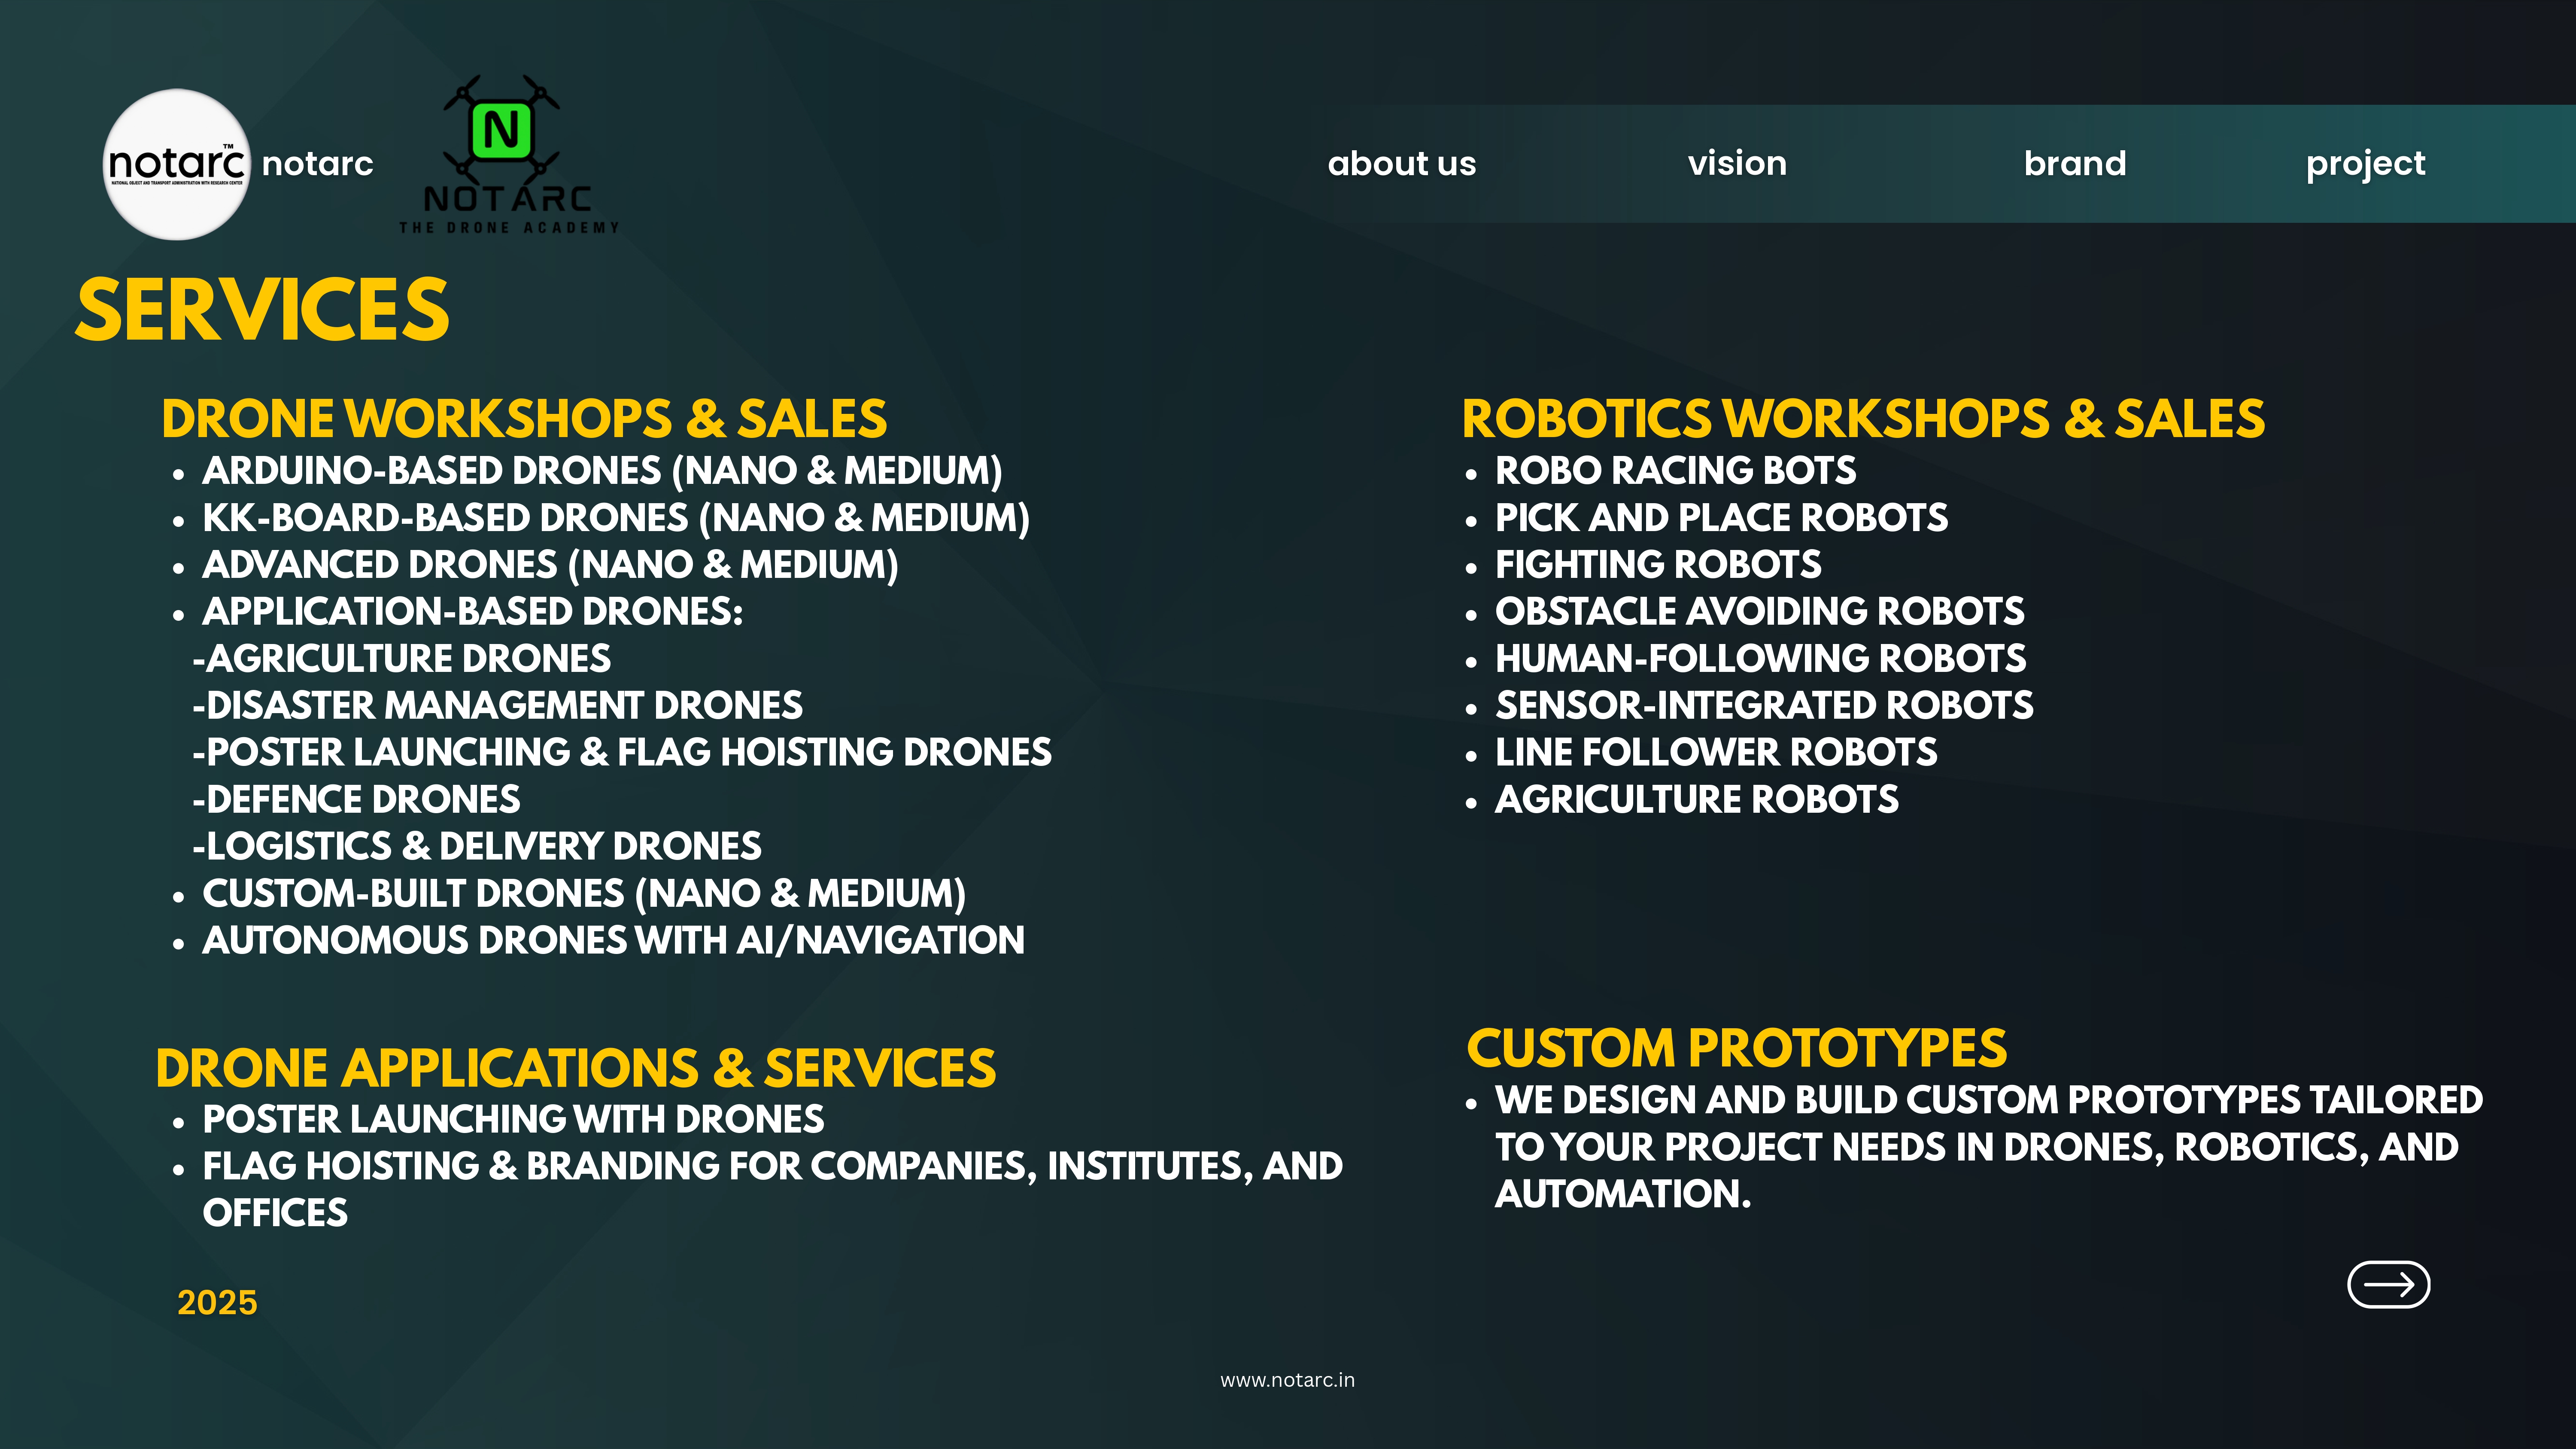 notarc™
NATIONAL OBJECT AND TRANSPORT ADMINISTRATION WITH RESEARCH CENTER
notarc
N
NOTARC
THE DRONE ACADEMY
about us
vision
brand
project
SERVICES
DRONE WORKSHOPS & SALES
• ARDUINO-BASED DRONES (NANO & MEDIUM)
• KK-BOARD-BASED DRONES (NANO & MEDIUM)
• ADVANCED DRONES (NANO & MEDIUM)
• APPLICATION-BASED DRONES:
-AGRICULTURE DRONES
-DISASTER MANAGEMENT DRONES
-POSTER LAUNCHING & FLAG HOISTING DRONES
-DEFENCE DRONES
-LOGISTICS & DELIVERY DRONES
• CUSTOM-BUILT DRONES (NANO & MEDIUM)
• AUTONOMOUS DRONES WITH AI/NAVIGATION
DRONE APPLICATIONS & SERVICES
• POSTER LAUNCHING WITH DRONES
• FLAG HOISTING & BRANDING FOR COMPANIES, INSTITUTES, AND
OFFICES
ROBOTICS WORKSHOPS & SALES
• ROBO RACING BOTS
• PICK AND PLACE ROBOTS
• FIGHTING ROBOTS
• OBSTACLE AVOIDING ROBOTS
• HUMAN-FOLLOWING ROBOTS
• SENSOR-INTEGRATED ROBOTS
• LINE FOLLOWER ROBOTS
• AGRICULTURE ROBOTS
CUSTOM PROTOTYPES
• WE DESIGN AND BUILD CUSTOM PROTOTYPES TAILORED
TO YOUR PROJECT NEEDS IN DRONES, ROBOTICS, AND
AUTOMATION.
2025
www.notarc.in